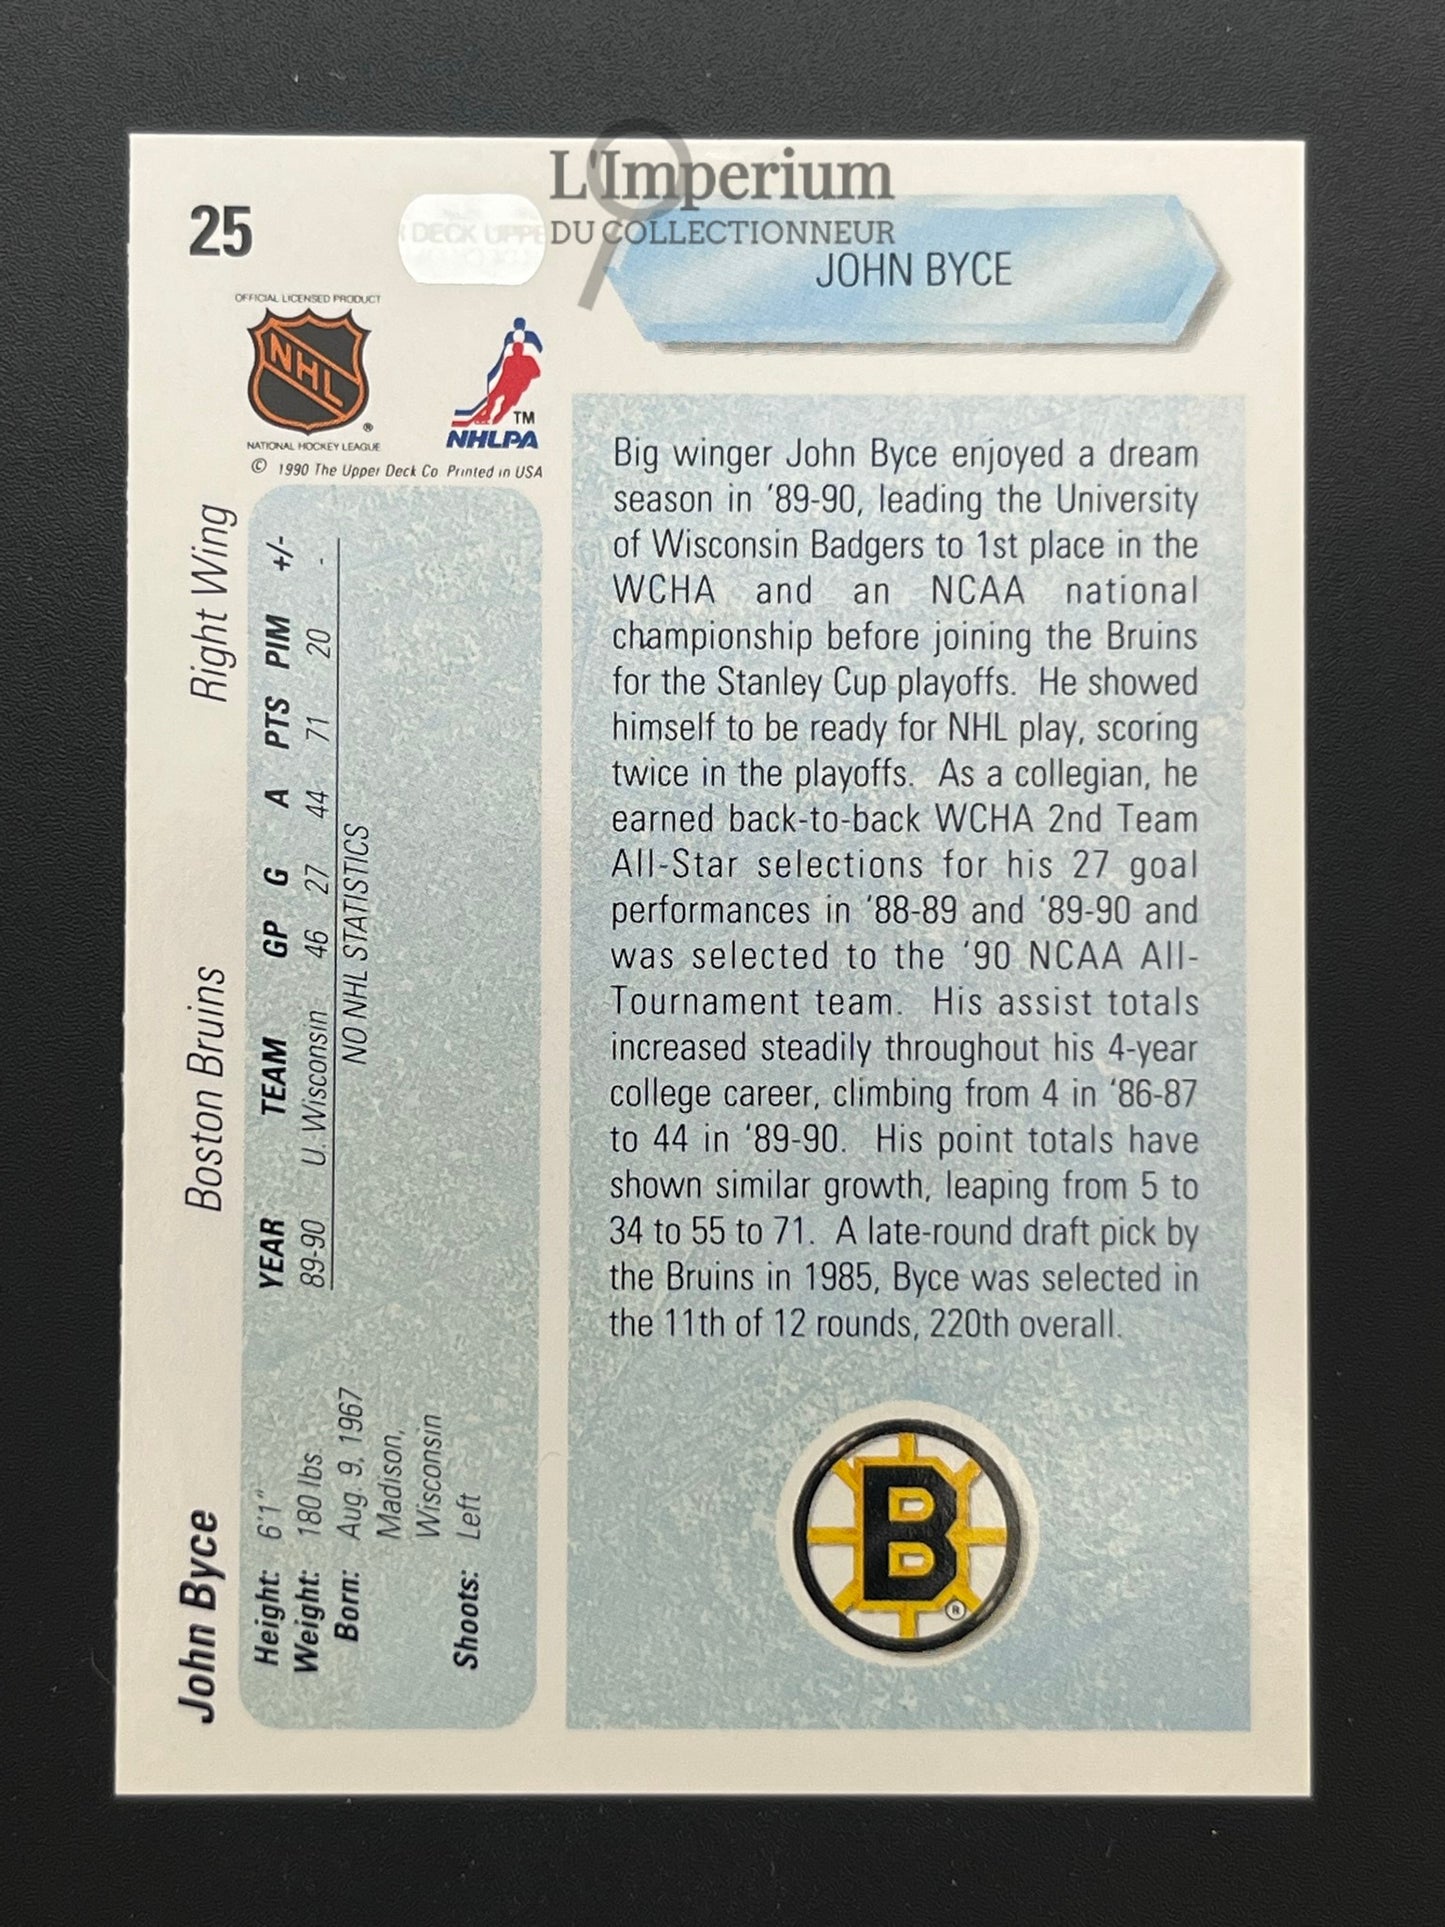 L'Imperium
DU COLLECTIONNEUR
25
DECK UPPE
JOHN BYCE
OFFICIAL LICENSED PRODUCT
NHL
®
NATIONAL HOCKEY LEAGUE
TM
NHLPA
© 1990 The Upper Deck Co. Printed in USA
Big winger John Byce enjoyed a dream
season in '89-90, leading the University
of Wisconsin Badgers to 1st place in the
WCHA and an NCAA national
championship before joining the Bruins
for the Stanley Cup playoffs. He showed
himself to be ready for NHL play, scoring
twice in the playoffs. As a collegian, he
earned back-to-back WCHA 2nd Team
All-Star selections for his 27 goal
performances in '88-89 and '89-90 and
was selected to the '90 NCAA All-
Tournament team. His assist totals
increased steadily throughout his 4-year
college career, climbing from 4 in '86-87
to 44 in '89-90. His point totals have
shown similar growth, leaping from 5 to
34 to 55 to 71. A late-round draft pick by
the Bruins in 1985, Byce was selected in
the 11th of 12 rounds, 220th overall.
B
®
John Byce Boston Bruins Right Wing
Height: 6'1"
Weight: 180 lbs.
Born: Aug. 9, 1967
Madison,
Wisconsin
Shoots: Left
YEAR TEAM GP G A PTS PIM +/-
89-90 U. Wisconsin 46 27 44 71 20 -
NO NHL STATISTICS